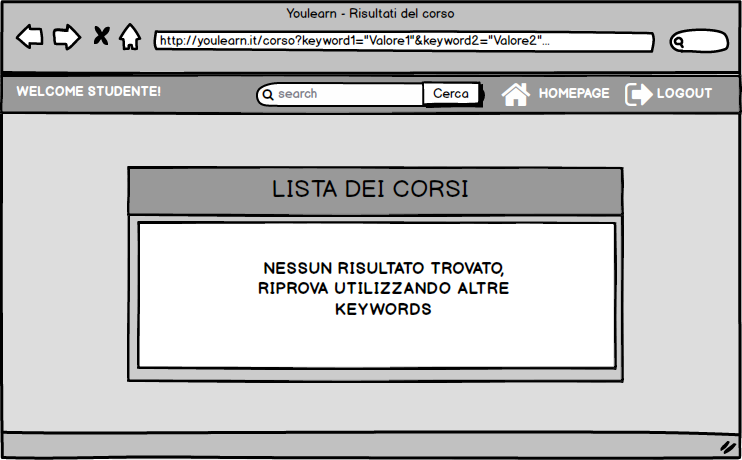 Youlearn - Risultati del corso
http://youlearn.it/corso?keyword1="Valore1"&keyword2="Valore2"...
WELCOME STUDENTE!
search
Cerca
HOMEPAGE
LOGOUT
LISTA DEI CORSI
NESSUN RISULTATO TROVATO,
RIPROVA UTILIZZANDO ALTRE
KEYWORDS